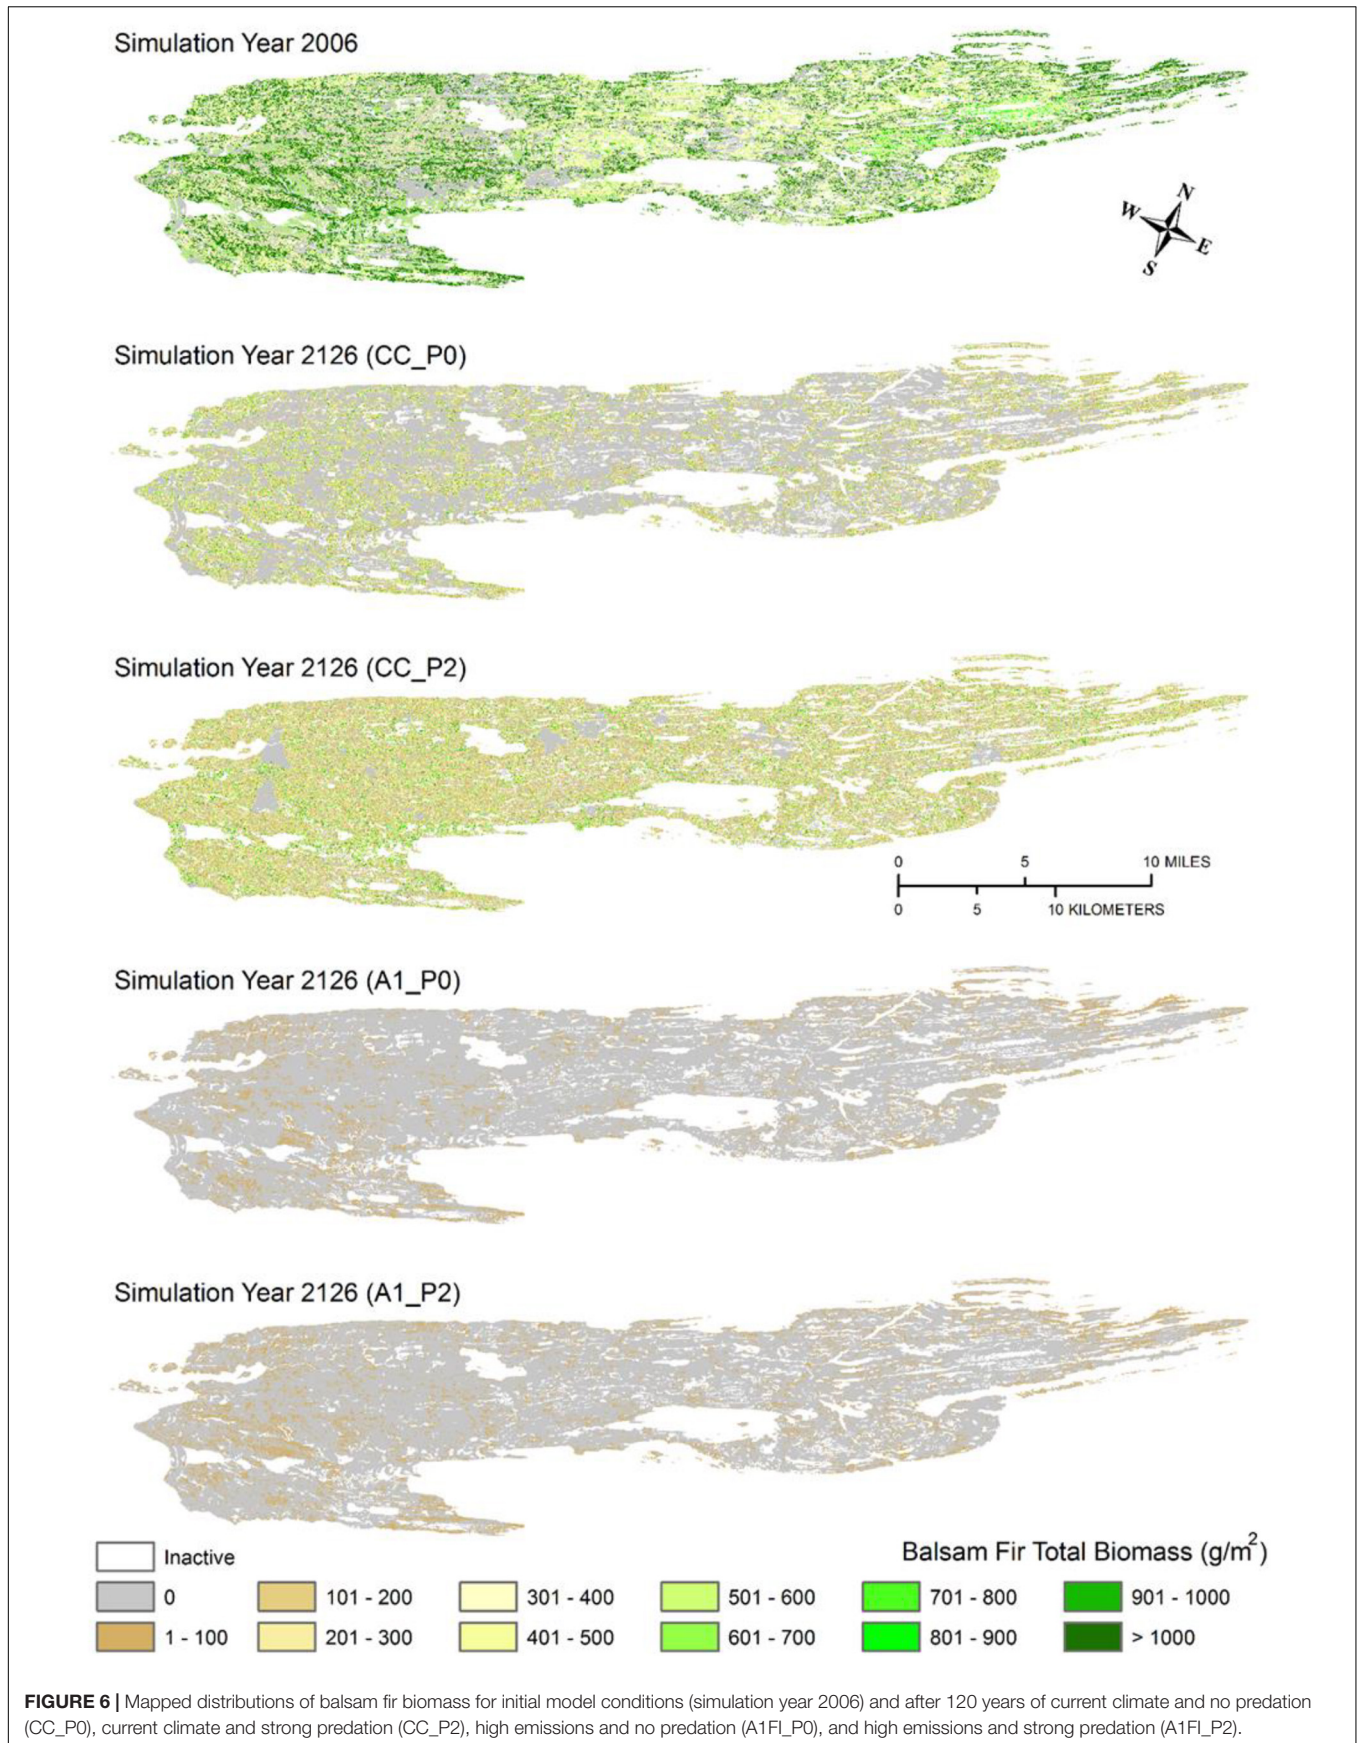 Simulation Year 2006
N
W
E
S
Simulation Year 2126 (CC_P0)
Simulation Year 2126 (CC_P2)
0 5 10 MILES
0 5 10 KILOMETERS
Simulation Year 2126 (A1_P0)
Simulation Year 2126 (A1_P2)
Inactive
Balsam Fir Total Biomass (g/m²)
0 101 - 200 301 - 400 501 - 600 701 - 800 901 - 1000
1 - 100 201 - 300 401 - 500 601 - 700 801 - 900 > 1000
FIGURE 6 | Mapped distributions of balsam fir biomass for initial model conditions (simulation year 2006) and after 120 years of current climate and no predation
(CC_P0), current climate and strong predation (CC_P2), high emissions and no predation (A1FI_P0), and high emissions and strong predation (A1FI_P2).